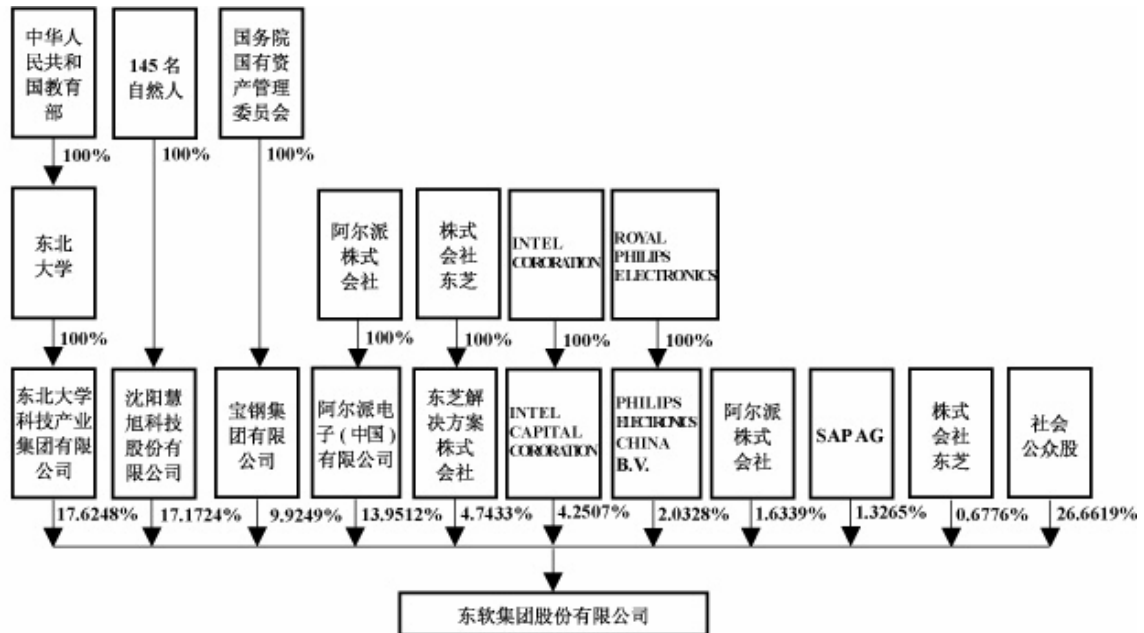 中华人
民共和
国教育
部
145 名
自然人
国务院
国有资
产管理
委员会
100%
100%
100%
东北
大学
阿尔派
株式
会社
株式
会社
东芝
INTEL
CORORATION
ROYAL
PHILIPS
ELECTRONICS
100%
100%
100%
100%
100%
东北大学
科技产业
集团有限
公司
沈阳慧
旭科技
股份有
限公司
宝钢集
团有限
公司
阿尔派电
子(中国)
有限公司
东芝解
决方案
株式
会社
INTEL
CAPITAL
CORORATION
PHILIPS
ELECTRONICS
CHINA
B.V.
阿尔派
株式
会社
SAP AG
株式
会社
东芝
社会
公众股
17.6248%
17.1724%
9.9249%
13.9512%
4.7433%
4.2507%
2.0328%
1.6339%
1.3265%
0.6776%
26.6619%
东软集团股份有限公司